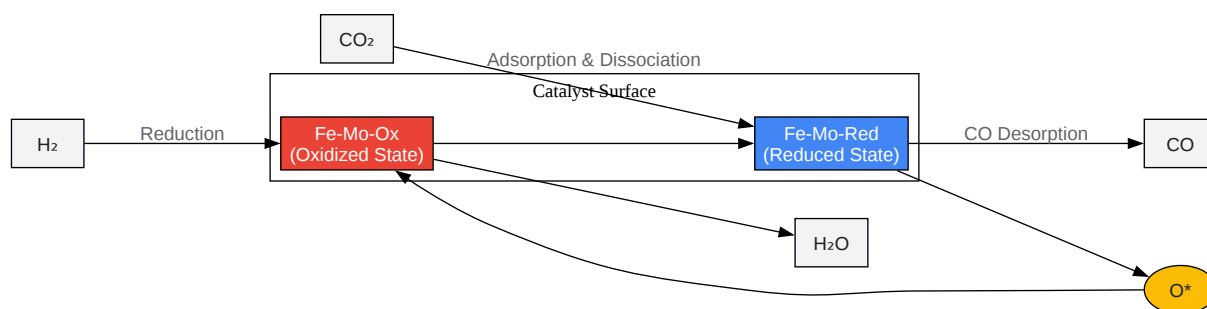 CO₂
Adsorption & Dissociation
Catalyst Surface
H₂
Reduction
Fe-Mo-Ox
(Oxidized State)
Fe-Mo-Red
(Reduced State)
CO Desorption
CO
H₂O
O*